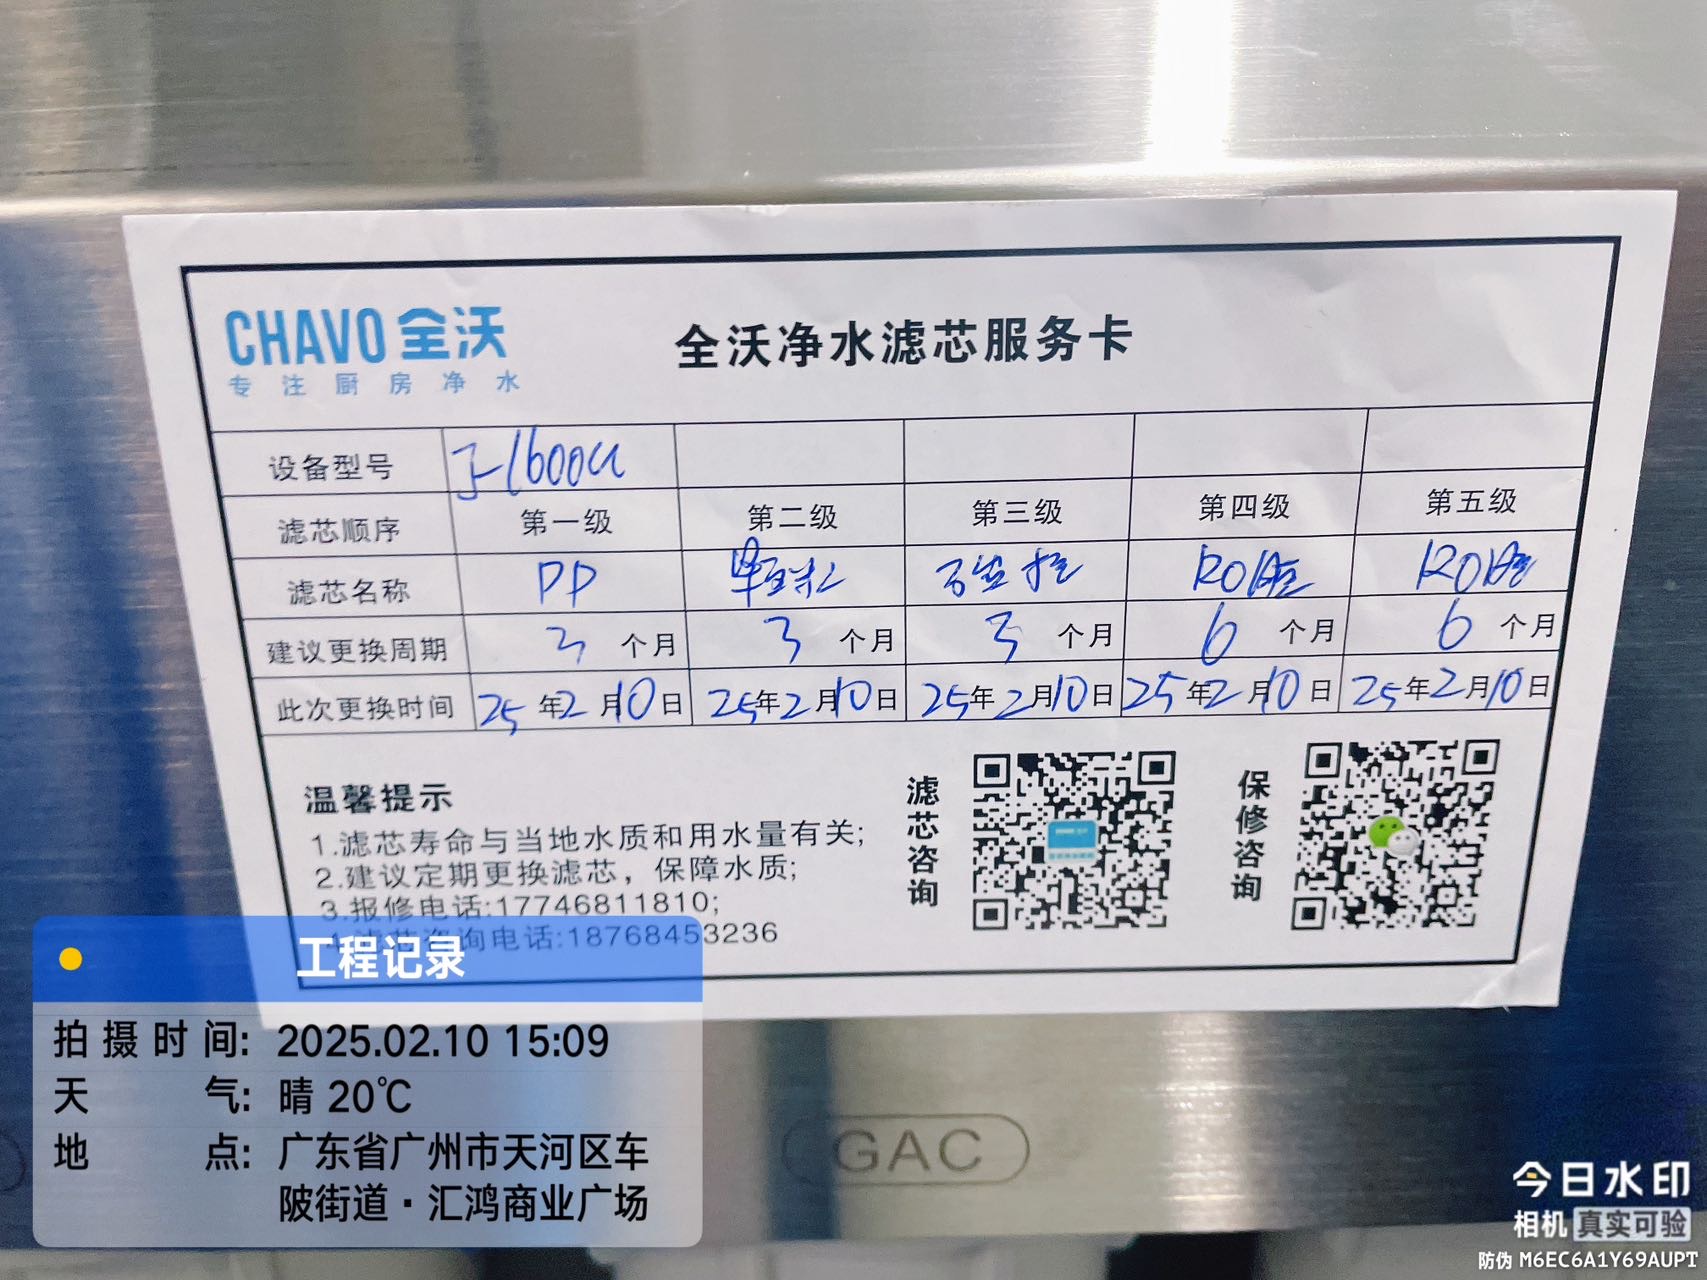 CHAVO 全沃
专注厨房净水
全沃净水滤芯服务卡
设备型号 J-1600G
滤芯顺序 第一级 第二级 第三级 第四级 第五级
滤芯名称 PP RO膜 RO膜
建议更换周期 3个月 3个月 3个月 6个月 6个月
此次更换时间 25年2月10日 25年2月10日 25年2月10日 25年2月10日 25年2月10日
温馨提示
1.滤芯寿命与当地水质和用水量有关;
2.建议定期更换滤芯，保障水质;
3.报修电话:17746811810;
4.滤芯咨询电话:18768453236
滤芯咨询
保修咨询
工程记录
拍摄时间: 2025.02.10 15:09
天气: 晴 20℃
地点: 广东省广州市天河区车
陂街道·汇鸿商业广场
GAC
今日水印
相机 真实可验
防伪 M6EC6A1Y69AUPT